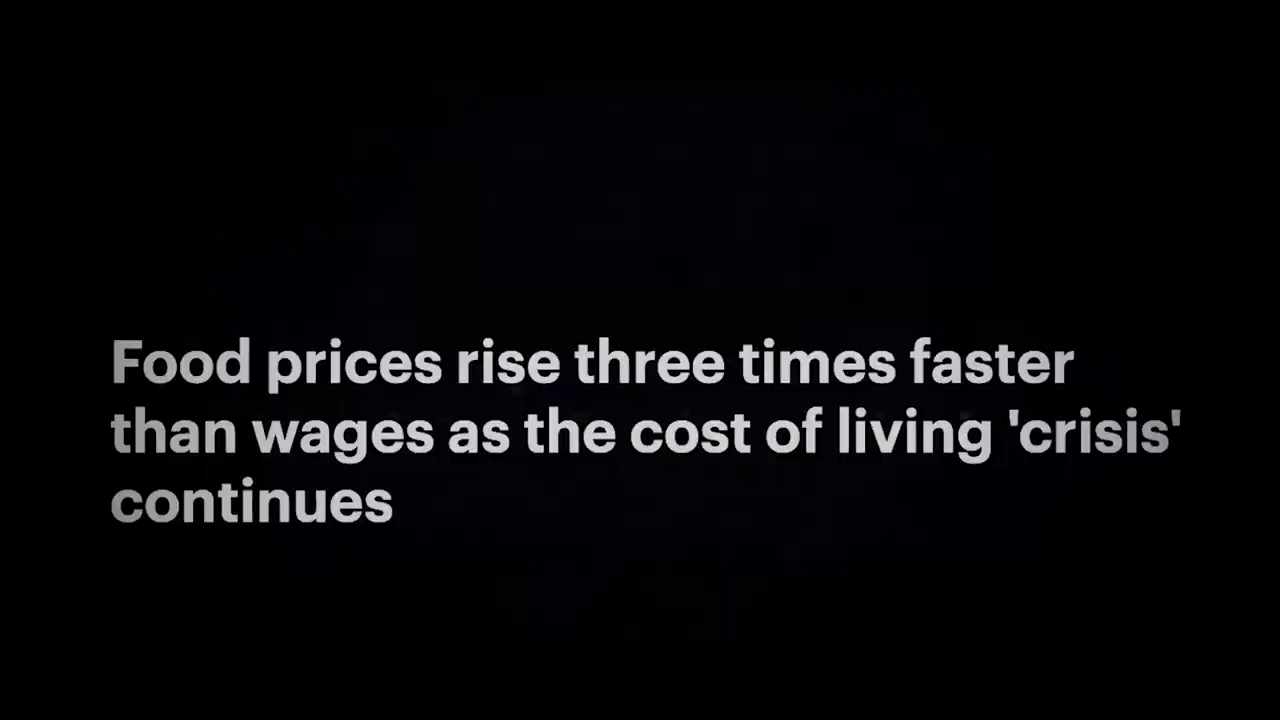 Food prices rise three times faster
than wages as the cost of living 'crisis'
continues